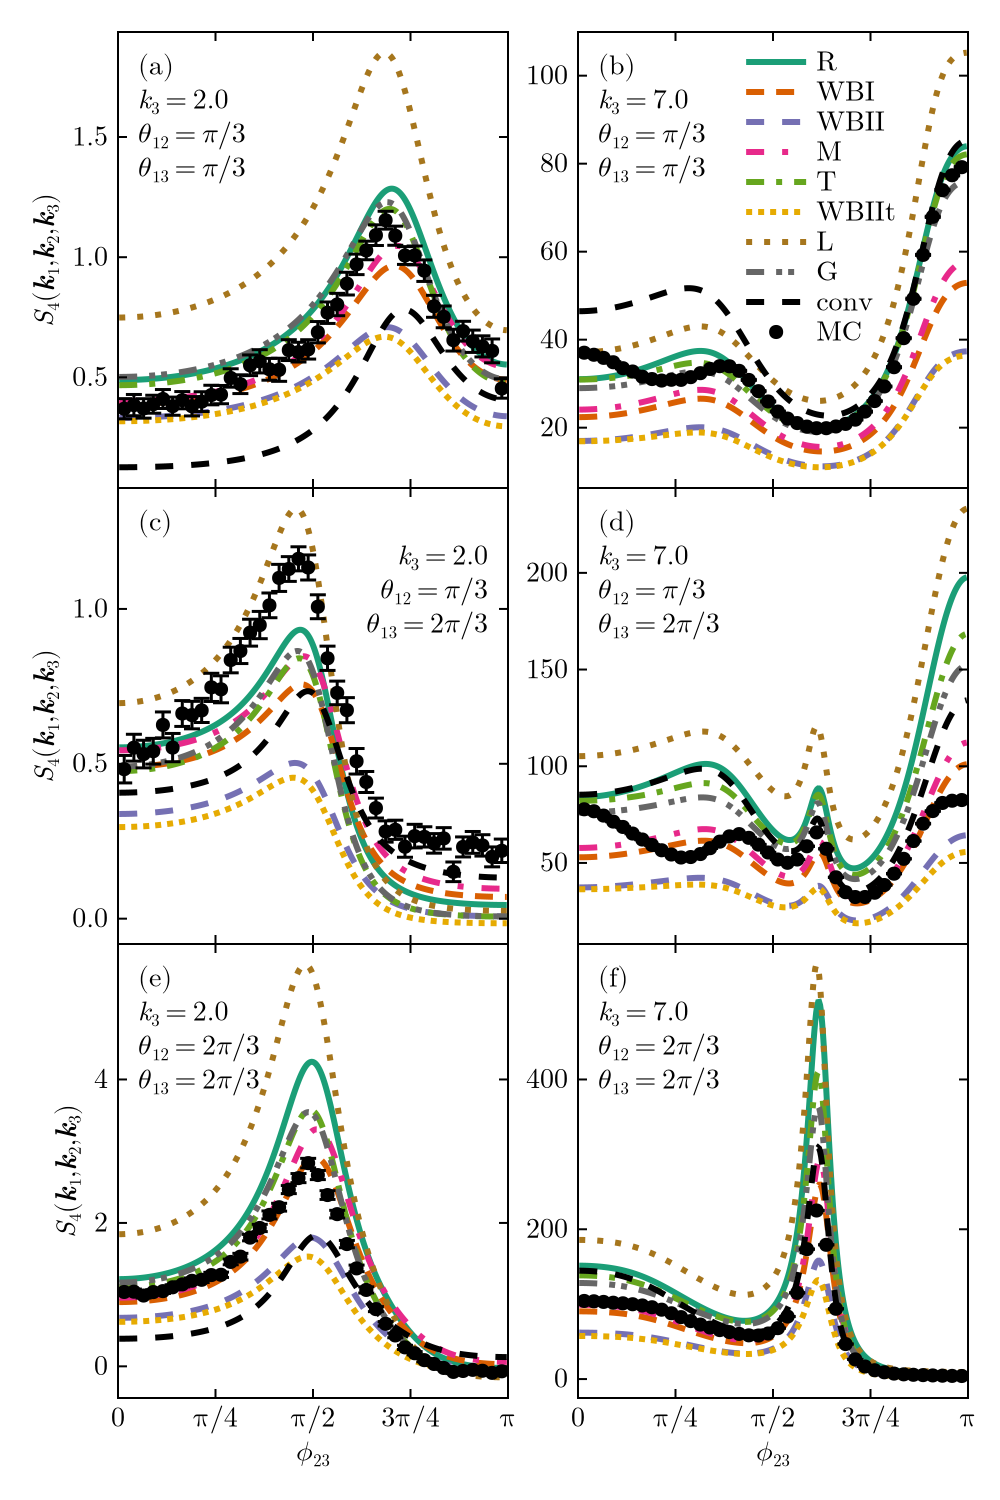 (a)
k₃ = 2.0
θ₁₂ = π/3
θ₁₃ = π/3
1.5
1.0
0.5
S₄(k₁, k₂, k₃)
(b)
k₃ = 7.0
θ₁₂ = π/3
θ₁₃ = π/3
R
WBI
WBII
M
T
WBIIt
L
G
conv
MC
100
80
60
40
20
(c)
k₃ = 2.0
θ₁₂ = π/3
θ₁₃ = 2π/3
1.0
0.5
0.0
S₄(k₁, k₂, k₃)
(d)
k₃ = 7.0
θ₁₂ = π/3
θ₁₃ = 2π/3
200
150
100
50
(e)
k₃ = 2.0
θ₁₂ = 2π/3
θ₁₃ = 2π/3
4
2
0
S₄(k₁, k₂, k₃)
0 π/4 π/2 3π/4 π
ϕ₂₃
(f)
k₃ = 7.0
θ₁₂ = 2π/3
θ₁₃ = 2π/3
400
200
0
0 π/4 π/2 3π/4 π
ϕ₂₃